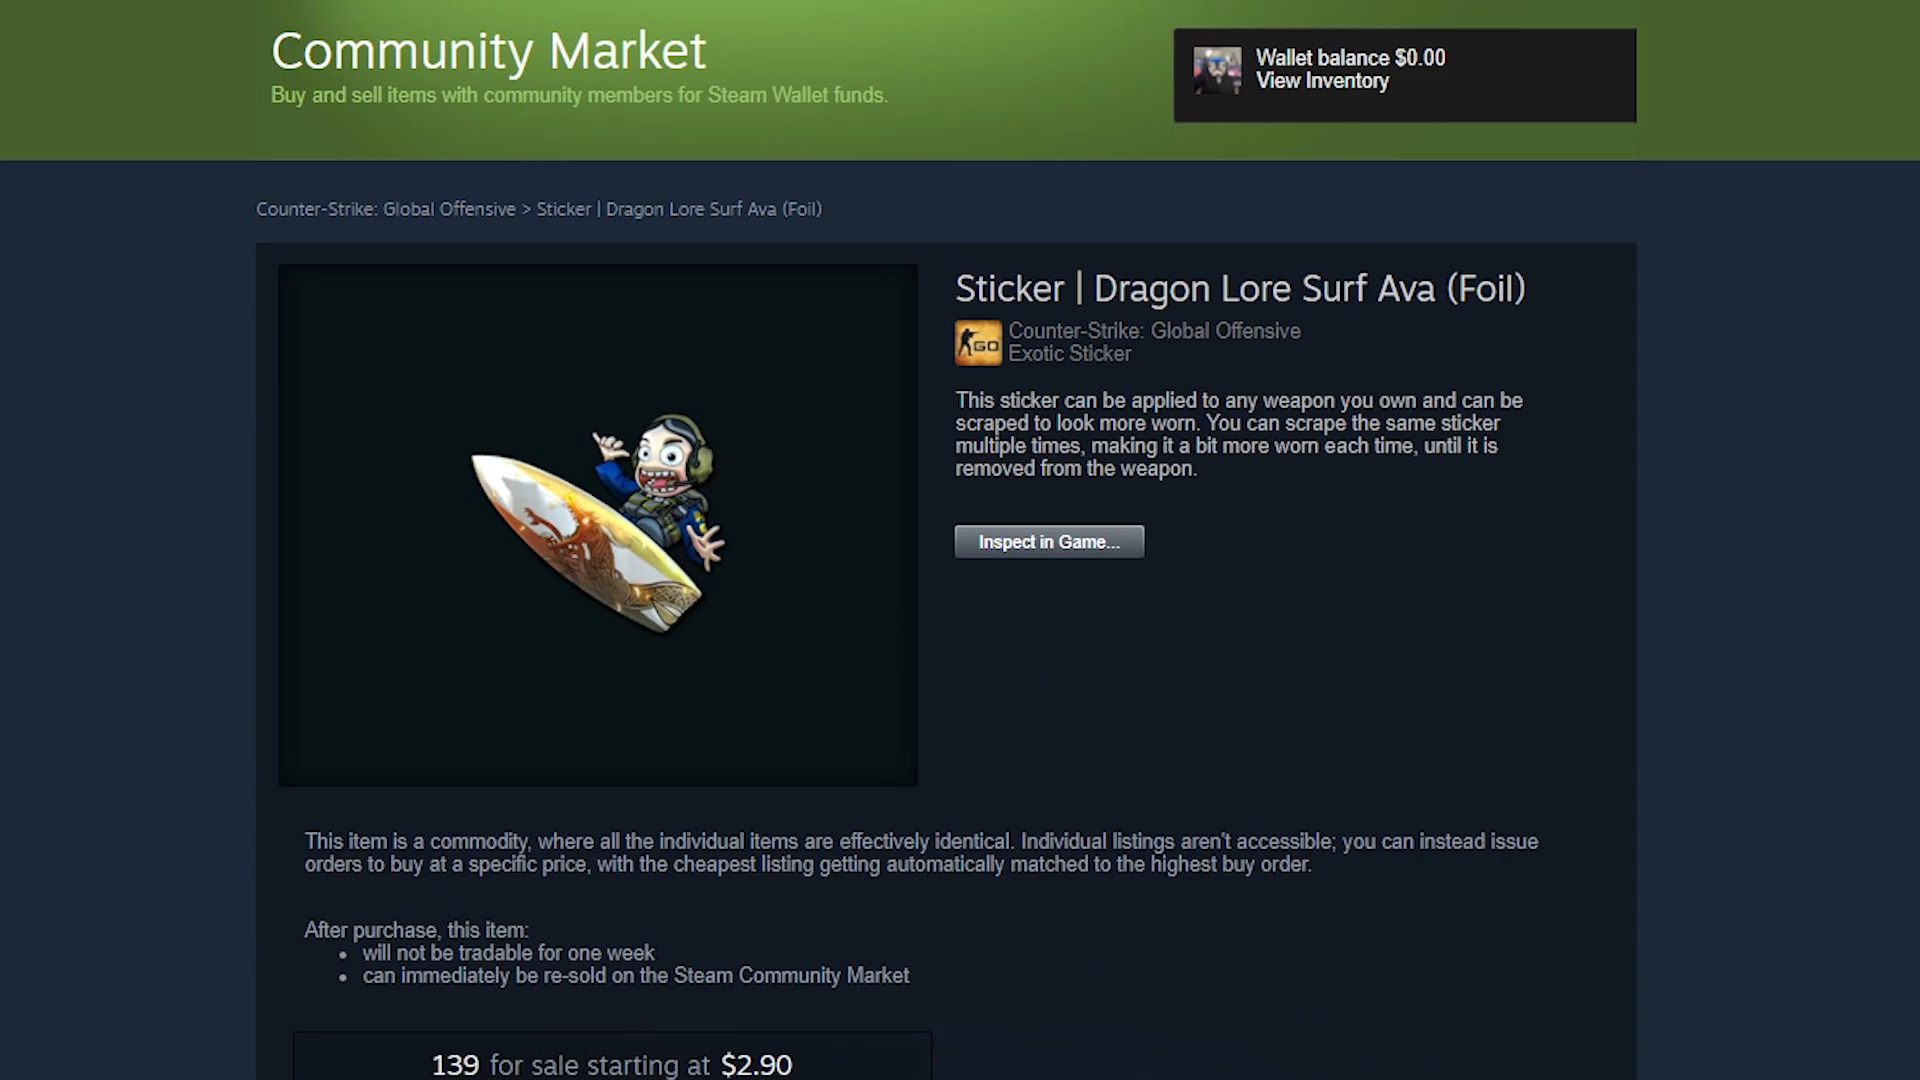 Community Market
Buy and sell items with community members for Steam Wallet funds.
Wallet balance $0.00
View Inventory
Counter-Strike: Global Offensive > Sticker | Dragon Lore Surf Ava (Foil)
Sticker | Dragon Lore Surf Ava (Foil)
GO
Counter-Strike: Global Offensive
Exotic Sticker
This sticker can be applied to any weapon you own and can be
scraped to look more worn. You can scrape the same sticker
multiple times, making it a bit more worn each time, until it is
removed from the weapon.
Inspect in Game...
This item is a commodity, where all the individual items are effectively identical. Individual listings aren't accessible; you can instead issue
orders to buy at a specific price, with the cheapest listing getting automatically matched to the highest buy order.
After purchase, this item:
• will not be tradable for one week
• can immediately be re-sold on the Steam Community Market
139 for sale starting at $2.90